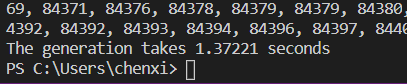 69, 84371, 84376, 84378, 84379, 84379, 84380,
4392, 84392, 84393, 84394, 84396, 84397, 8440
The generation takes 1.37221 seconds
PS C:\Users\chenxi>